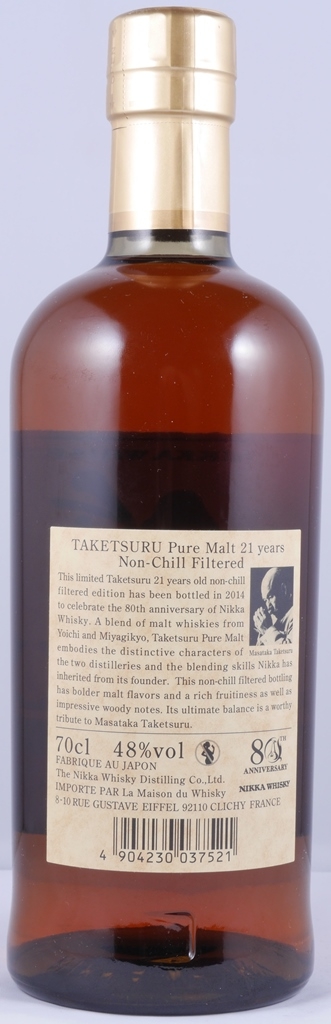 TAKETSURU Pure Malt 21 years
Non-Chill Filtered
This limited Taketsuru 21 years old non-chill
filtered edition has been bottled in 2014
to celebrate the 80th anniversary of Nikka
Whisky. A blend of malt whiskies from
Yoichi and Miyagikyo, Taketsuru Pure Malt
embodies the distinctive characters of
the two distilleries and the blending skills Nikka has
inherited from its founder. This non-chill filtered bottling
has bolder malt flavors and a rich fruitiness as well as
impressive woody notes. Its ultimate balance is a worthy
tribute to Masataka Taketsuru.
Masataka Taketsuru
70cl 48%vol
FABRIQUE AU JAPON
The Nikka Whisky Distilling Co.,Ltd.
IMPORTE PAR La Maison du Whisky
8-10 RUE GUSTAVE EIFFEL 92110 CLICHY FRANCE
80TH
ANNIVERSARY
NIKKA WHISKY
4 904230 037521